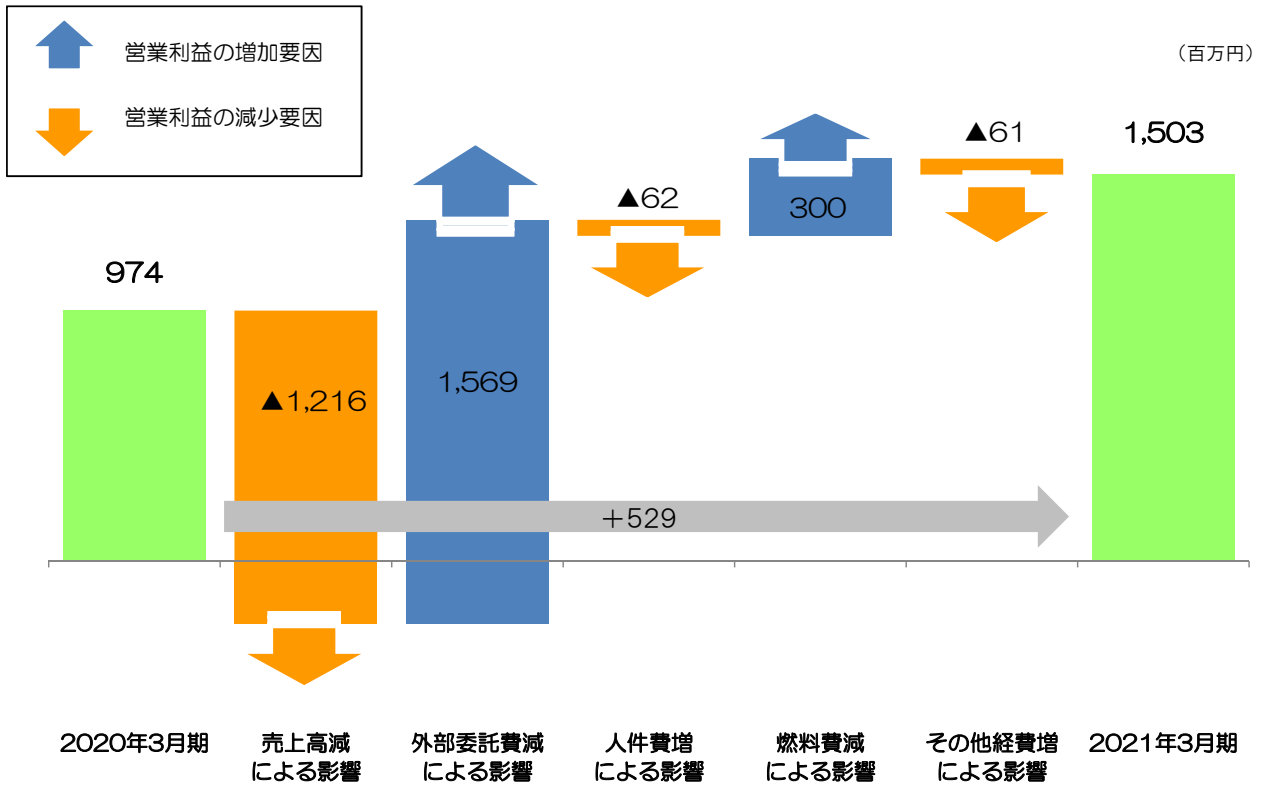 営業利益の増加要因
営業利益の減少要因
（百万円）
974
▲1,216
1,569
▲62
300
▲61
1,503
＋529
2020年3月期
売上高減
による影響
外部委託費減
による影響
人件費増
による影響
燃料費減
による影響
その他経費増
による影響
2021年3月期